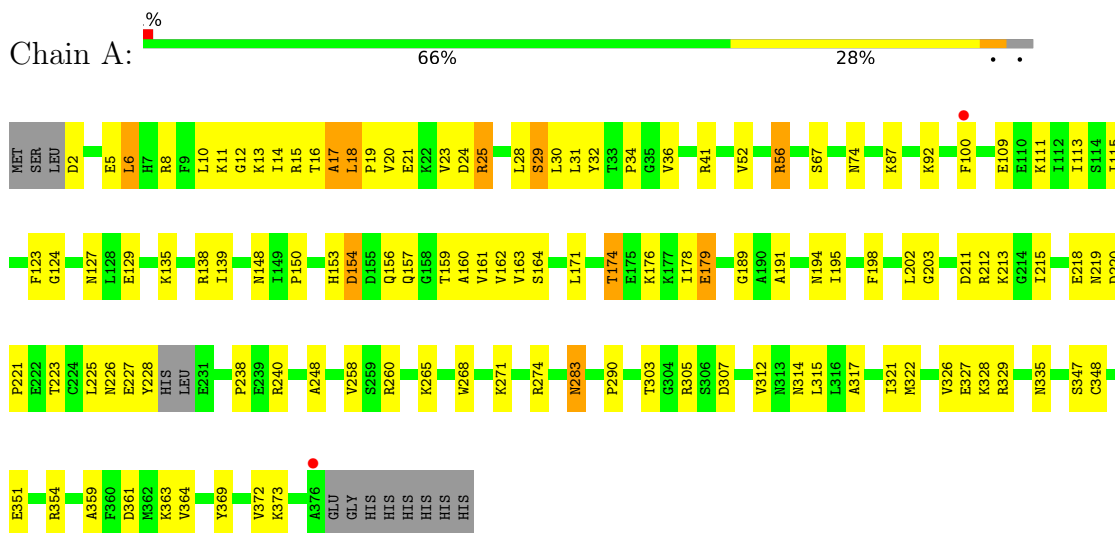 %
Chain A:
66% 28% • •
MET SER LEU D2 E5 L6 H7 R8 F9 L10 K11 G12 K13 I14 R15 T16 A17 L18 P19 V20 E21 K22 V23 D24 R25 L28 S29 L30 L31 Y32 T33 P34 G35 V36 R41 V52 R56 S67 N74 K87 K92 F100 E109 E110 K111 I112 I113 S114
F123 G124 N127 L128 E129 K135 R138 I139 N148 I149 P150 H153 D154 D155 Q156 Q157 G158 T159 A160 V161 V162 V163 S164 L171 T174 E175 K176 K177 I178 E179 G189 A190 A191 N194 I195 F198 L202 G203 D211 R212 K213 G214 I215 E218 N219
P221 E222 T223 C224 L225 N226 E227 Y228 HIS LEU E231 P238 E239 R240 A248 V258 S259 R260 K265 W268 K271 R274 N283 P290 T303 G304 R305 S306 D307 V312 N313 N314 L315 L316 A317 I321 M322 V326 E327 K328 R329 N335 S347 C348
E351 R354 A359 F360 D361 M362 K363 V364 Y369 V372 K373 A376 GLU GLY HIS HIS HIS HIS HIS HIS